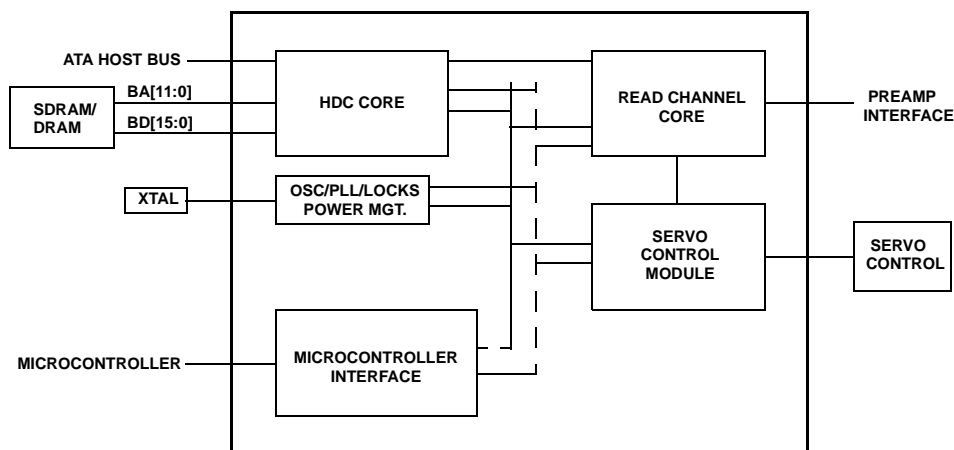 ATA HOST BUS
SDRAM/
DRAM
BA[11:0]
BD[15:0]
HDC CORE
READ CHANNEL
CORE
PREAMP
INTERFACE
XTAL
OSC/PLL/LOCKS
POWER MGT.
SERVO
CONTROL
MODULE
SERVO
CONTROL
MICROCONTROLLER
MICROCONTROLLER
INTERFACE